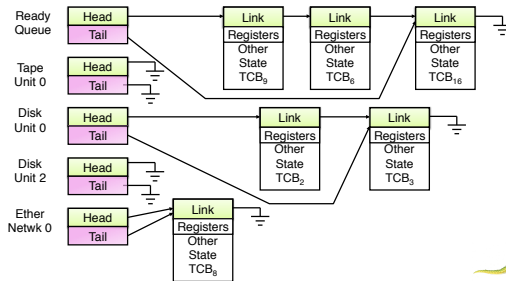 Ready Queue
Head
Tail
Link
Registers
Other
State
TCB9
Link
Registers
Other
State
TCB6
Link
Registers
Other
State
TCB16
Tape Unit 0
Head
Tail
Disk Unit 0
Head
Tail
Link
Registers
Other
State
TCB2
Link
Registers
Other
State
TCB3
Disk Unit 2
Head
Tail
Ether Netwk 0
Head
Tail
Link
Registers
Other
State
TCB8